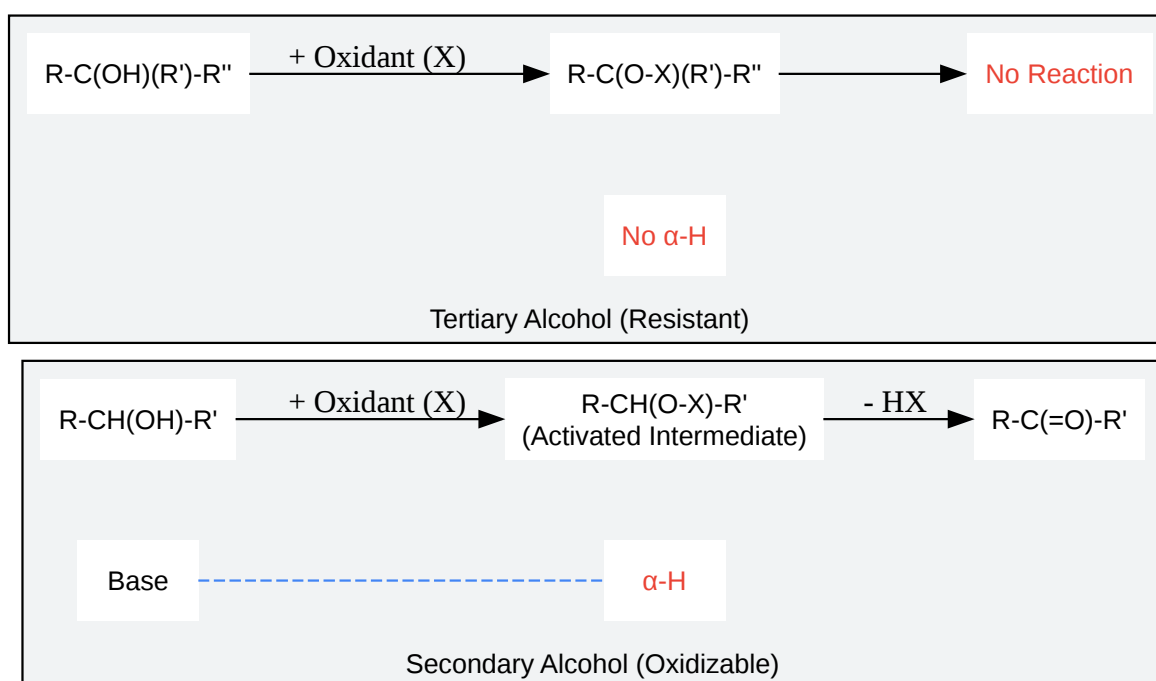 R-C(OH)(R')-R"
+ Oxidant (X)
R-C(O-X)(R')-R"
No Reaction
No α-H
Tertiary Alcohol (Resistant)
R-CH(OH)-R'
+ Oxidant (X)
R-CH(O-X)-R'
(Activated Intermediate)
- HX
R-C(=O)-R'
Base
α-H
Secondary Alcohol (Oxidizable)